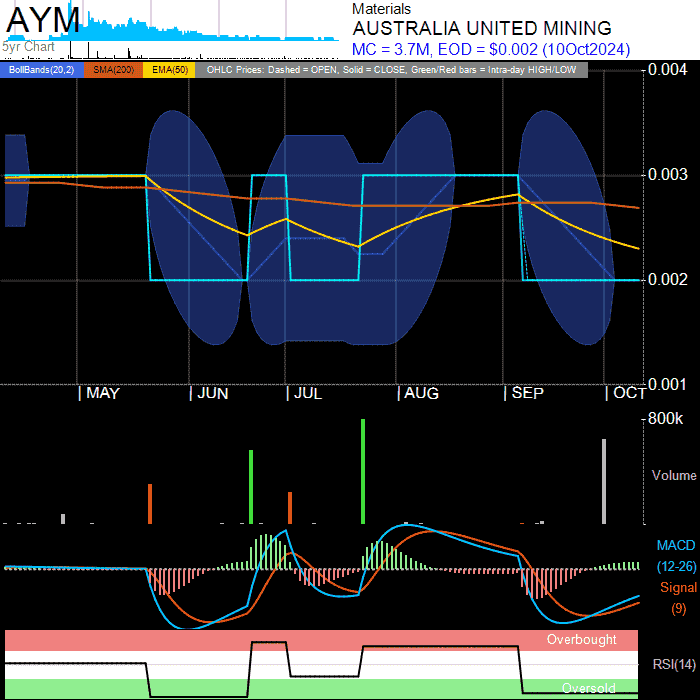 AYM
5yr Chart
Materials
AUSTRALIA UNITED MINING
MC = 3.7M, EOD = $0.002 (10Oct2024)
BollBands(20,2) SMA(200) EMA(50) OHLC Prices: Dashed = OPEN, Solid = CLOSE, Green/Red bars = Intra-day HIGH/LOW
0.004
0.003
0.002
0.001
| MAY | JUN | JUL | AUG | SEP | OCT
800k
Volume
MACD
(12-26)
Signal
(9)
Overbought
RSI(14)
Oversold